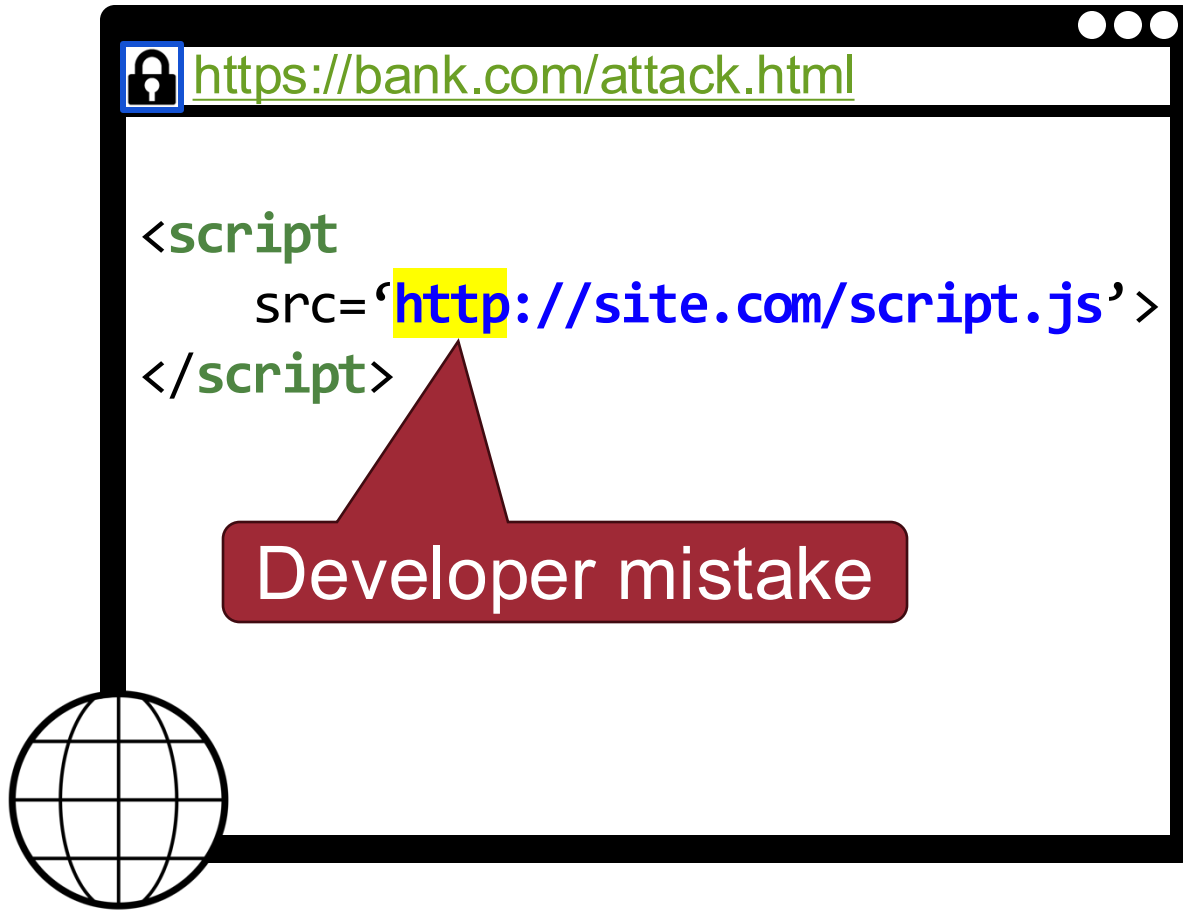 https://bank.com/attack.html
<script
src=‘http://site.com/script.js’>
</script>
Developer mistake